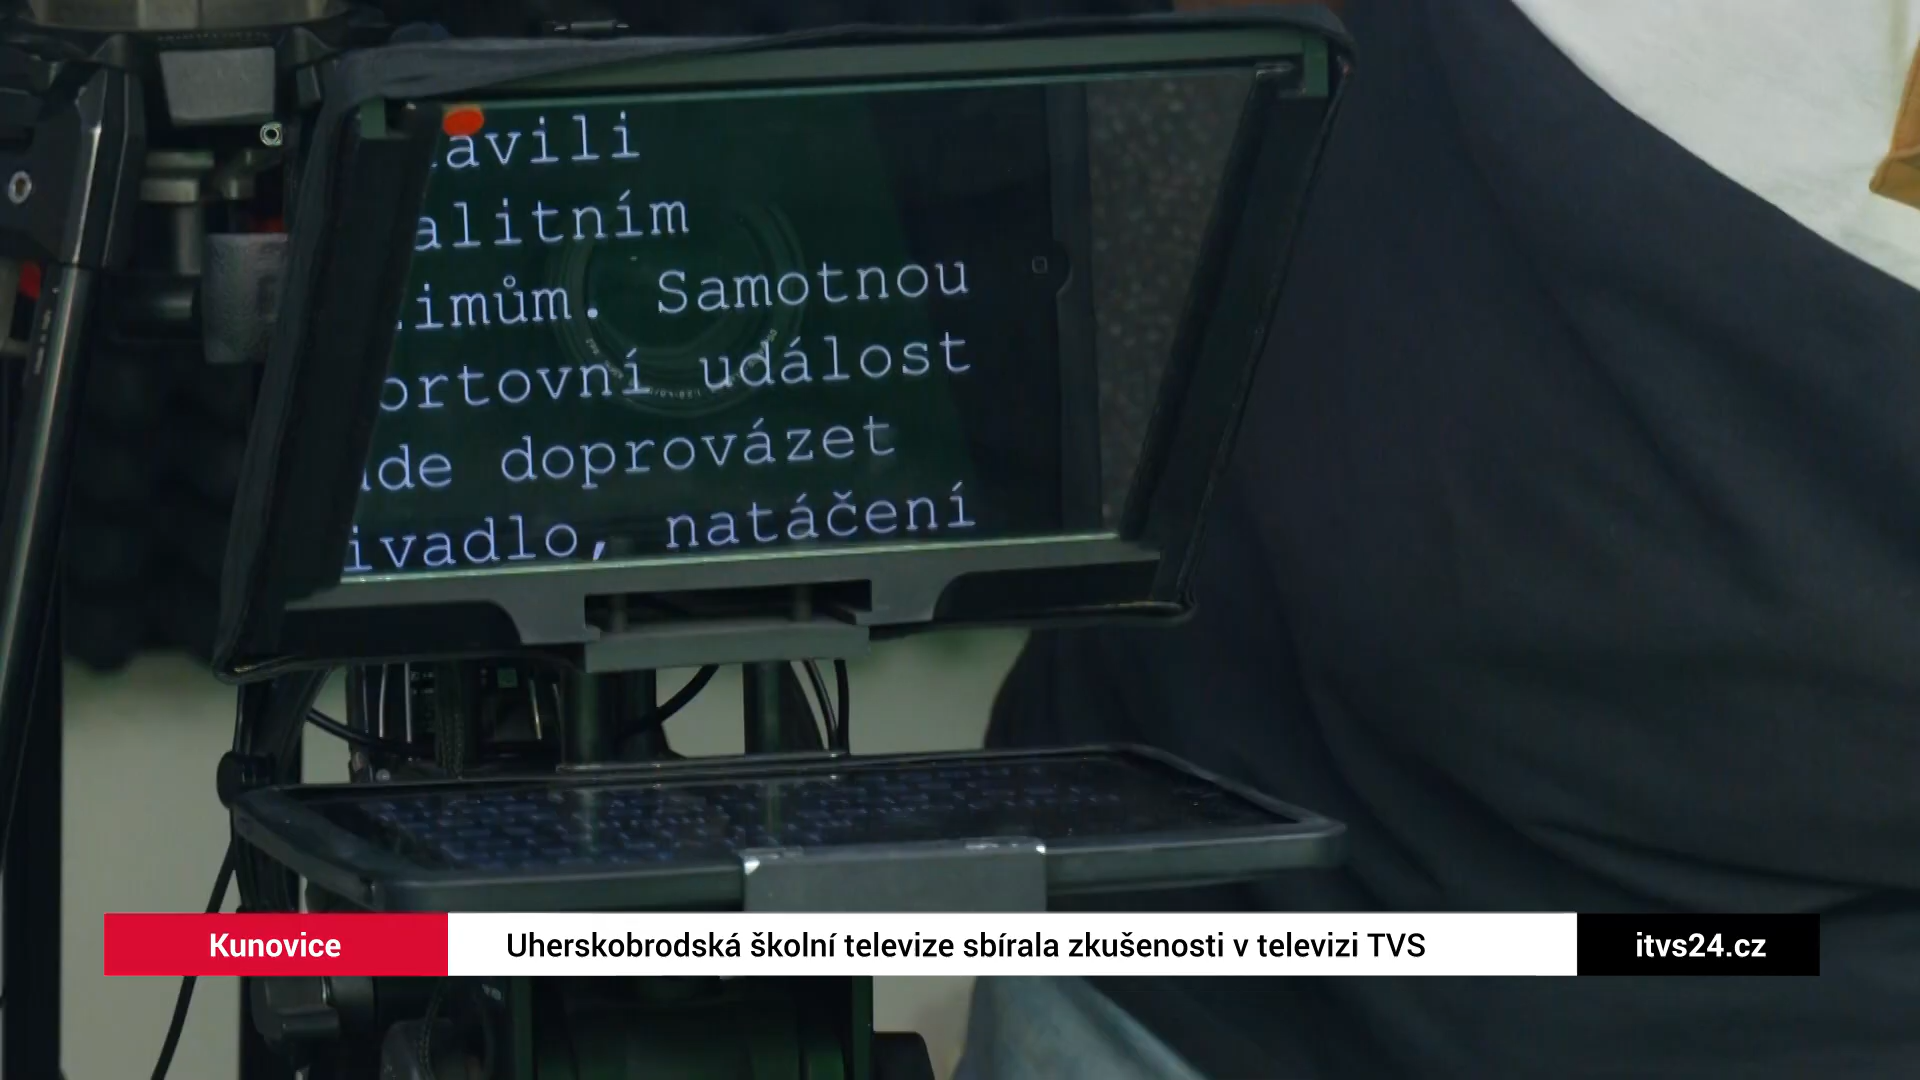 avili
alitním
imům. Samotnou
ortovní událost
de doprovázet
ivadlo, natáčení
Kunovice
Uherskobrodská školní televize sbírala zkušenosti v televizi TVS
itvs24.cz